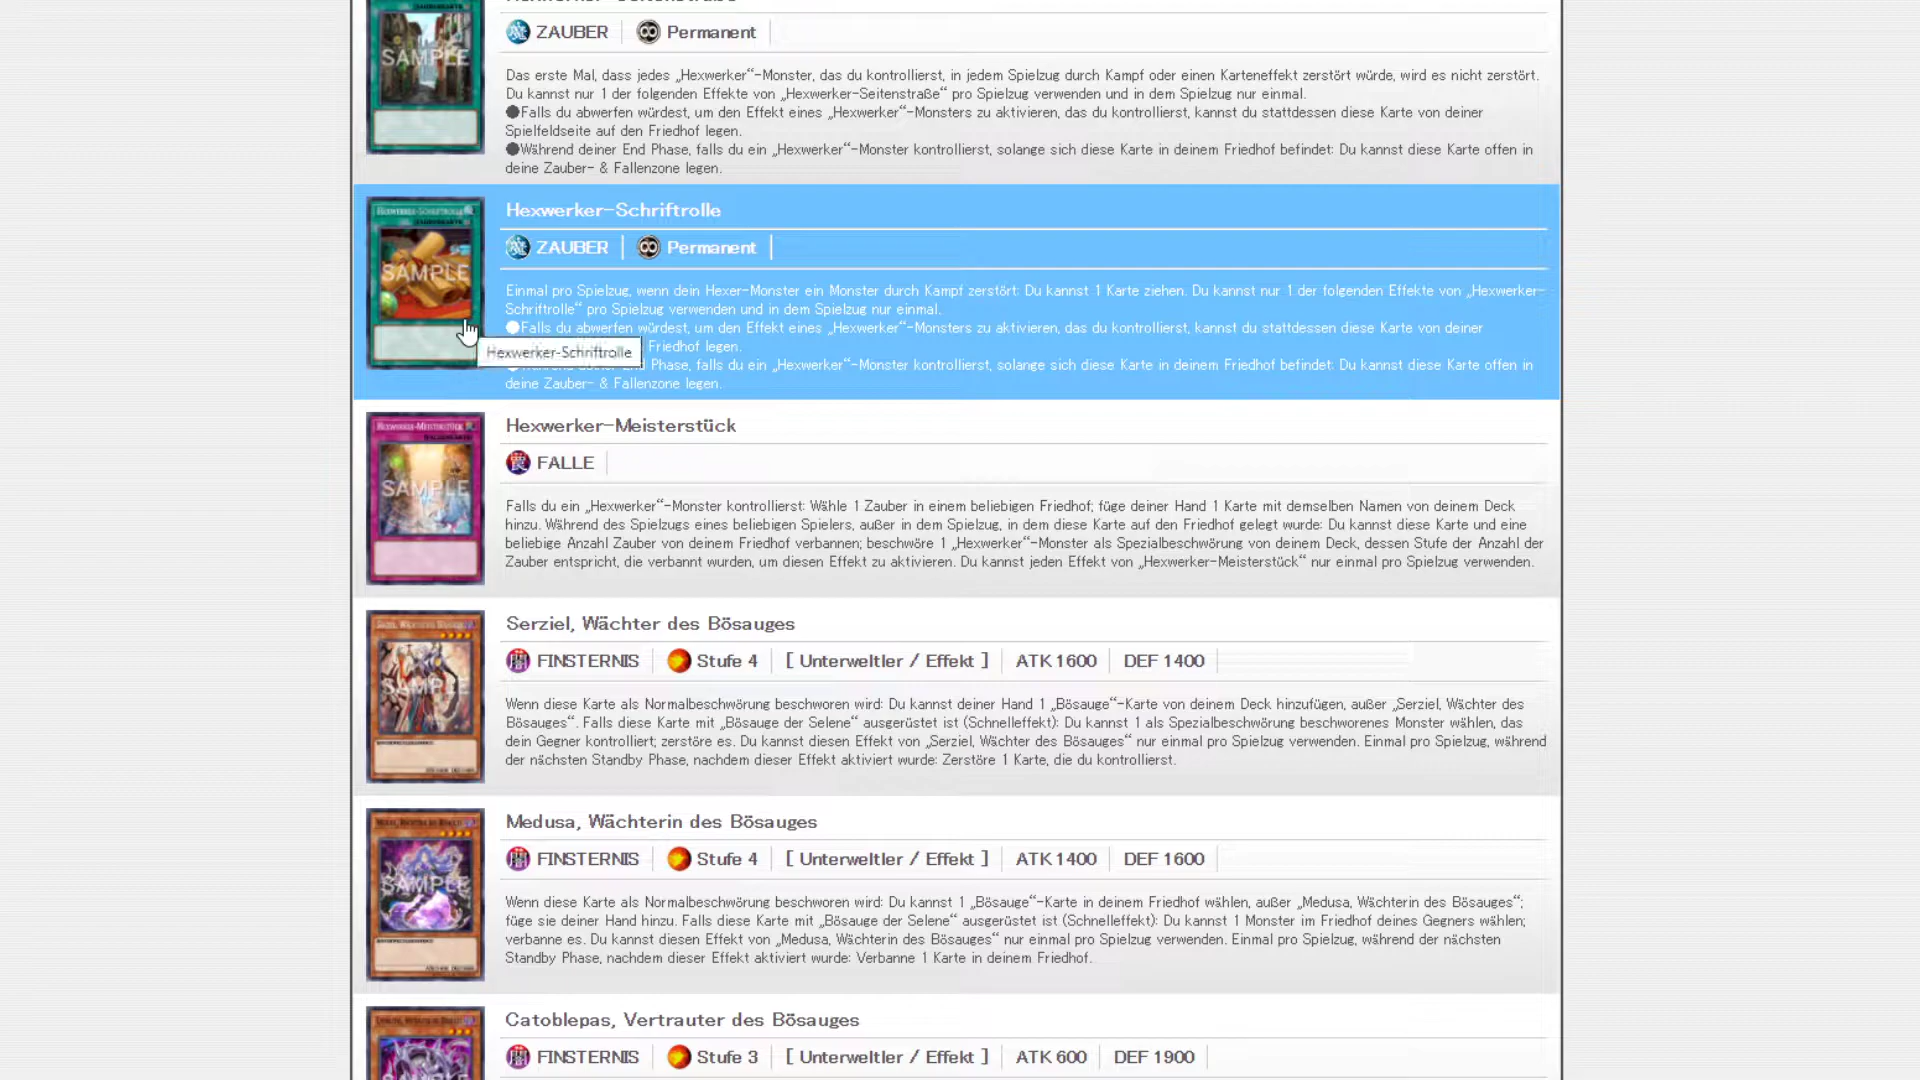 ZAUBER Permanent
Das erste Mal, dass jedes „Hexwerker“-Monster, das du kontrollierst, in jedem Spielzug durch Kampf oder einen Karteneffekt zerstört würde, wird es nicht zerstört.
Du kannst nur 1 der folgenden Effekte von „Hexwerker-Seitenstraße“ pro Spielzug verwenden und in dem Spielzug nur einmal.
●Falls du abwerfen würdest, um den Effekt eines „Hexwerker“-Monsters zu aktivieren, das du kontrollierst, kannst du stattdessen diese Karte von deiner
Spielfeldseite auf den Friedhof legen.
●Während deiner End Phase, falls du ein „Hexwerker“-Monster kontrollierst, solange sich diese Karte in deinem Friedhof befindet: Du kannst diese Karte offen in
deine Zauber- & Fallenzone legen.
SAMPLE
Hexwerker-Schriftrolle
ZAUBER Permanent
Einmal pro Spielzug, wenn dein Hexer-Monster ein Monster durch Kampf zerstört: Du kannst 1 Karte ziehen. Du kannst nur 1 der folgenden Effekte von „Hexwerker-
Schriftrolle“ pro Spielzug verwenden und in dem Spielzug nur einmal.
●Falls du abwerfen würdest, um den Effekt eines „Hexwerker“-Monsters zu aktivieren, das du kontrollierst, kannst du stattdessen diese Karte von deiner
Friedhof legen.
Phase, falls du ein „Hexwerker“-Monster kontrollierst, solange sich diese Karte in deinem Friedhof befindet: Du kannst diese Karte offen in
deine Zauber- & Fallenzone legen.
Hexwerker-Schriftrolle
HEXWERKER-SCHRIFTROLLE
SAMPLE
Hexwerker-Meisterstück
FALLE
Falls du ein „Hexwerker“-Monster kontrollierst: Wähle 1 Zauber in einem beliebigen Friedhof; füge deiner Hand 1 Karte mit demselben Namen von deinem Deck
hinzu. Während des Spielzugs eines beliebigen Spielers, außer in dem Spielzug, in dem diese Karte auf den Friedhof gelegt wurde: Du kannst diese Karte und eine
beliebige Anzahl Zauber von deinem Friedhof verbannen; beschwöre 1 „Hexwerker“-Monster als Spezialbeschwörung von deinem Deck, dessen Stufe der Anzahl der
Zauber entspricht, die verbannt wurden, um diesen Effekt zu aktivieren. Du kannst jeden Effekt von „Hexwerker-Meisterstück“ nur einmal pro Spielzug verwenden.
HEXWERKER-MEISTERSTÜCK
SAMPLE
Serziel, Wächter des Bösauges
FINSTERNIS Stufe 4 [ Unterweltler / Effekt ] ATK 1600 DEF 1400
Wenn diese Karte als Normalbeschwörung beschworen wird: Du kannst deiner Hand 1 „Bösauge“-Karte von deinem Deck hinzufügen, außer „Serziel, Wächter des
Bösauges“. Falls diese Karte mit „Bösauge der Selene“ ausgerüstet ist (Schnelleffekt): Du kannst 1 als Spezialbeschwörung beschworenes Monster wählen, das
dein Gegner kontrolliert; zerstöre es. Du kannst diesen Effekt von „Serziel, Wächter des Bösauges“ nur einmal pro Spielzug verwenden. Einmal pro Spielzug, während
der nächsten Standby Phase, nachdem dieser Effekt aktiviert wurde: Zerstöre 1 Karte, die du kontrollierst.
SAMPLE
Medusa, Wächterin des Bösauges
FINSTERNIS Stufe 4 [ Unterweltler / Effekt ] ATK 1400 DEF 1600
Wenn diese Karte als Normalbeschwörung beschworen wird: Du kannst 1 „Bösauge“-Karte in deinem Friedhof wählen, außer „Medusa, Wächterin des Bösauges“;
füge sie deiner Hand hinzu. Falls diese Karte mit „Bösauge der Selene“ ausgerüstet ist (Schnelleffekt): Du kannst 1 Monster im Friedhof deines Gegners wählen;
verbanne es. Du kannst diesen Effekt von „Medusa, Wächterin des Bösauges“ nur einmal pro Spielzug verwenden. Einmal pro Spielzug, während der nächsten
Standby Phase, nachdem dieser Effekt aktiviert wurde: Verbanne 1 Karte in deinem Friedhof.
SAMPLE
Catoblepas, Vertrauter des Bösauges
FINSTERNIS Stufe 3 [ Unterweltler / Effekt ] ATK 600 DEF 1900